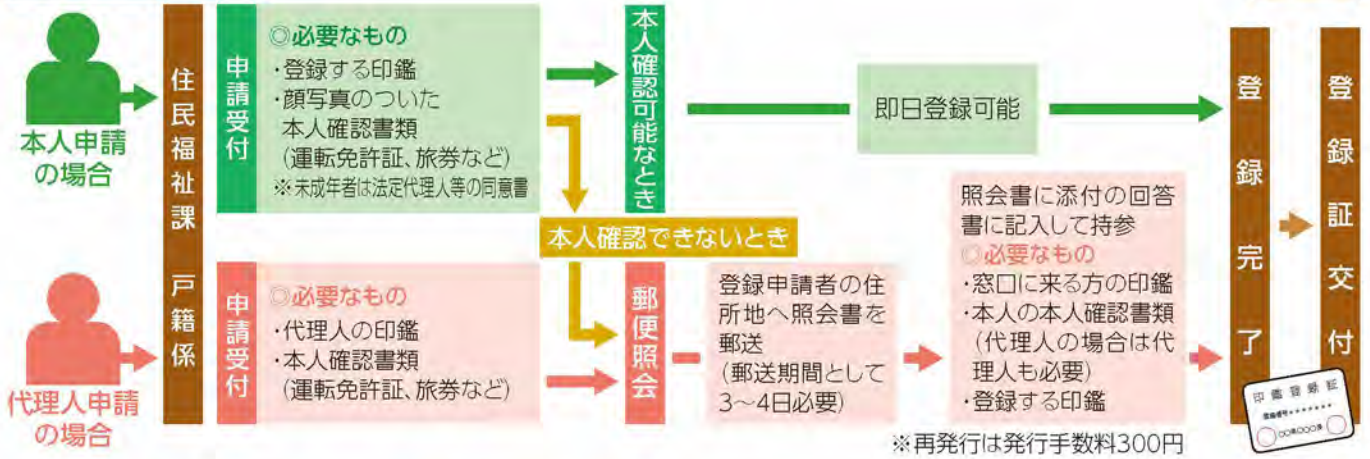 本人申請
の場合
代理人申請
の場合
住民福祉課 戸籍係
申請受付
◎必要なもの
・登録する印鑑
・顔写真のついた
本人確認書類
(運転免許証、旅券など)
※未成年者は法定代理人等の同意書
本人確認可能なとき
即日登録可能
本人確認できないとき
申請受付
◎必要なもの
・代理人の印鑑
・本人確認書類
(運転免許証、旅券など)
郵便照会
登録申請者の住
所地へ照会書を
郵送
(郵送期間として
3〜4日必要)
照会書に添付の回答
書に記入して持参
◎必要なもの
・窓口に来る方の印鑑
・本人の本人確認書類
(代理人の場合は代
理人も必要)
・登録する印鑑
※再発行は発行手数料300円
登録完了
登録証交付
印鑑登録証